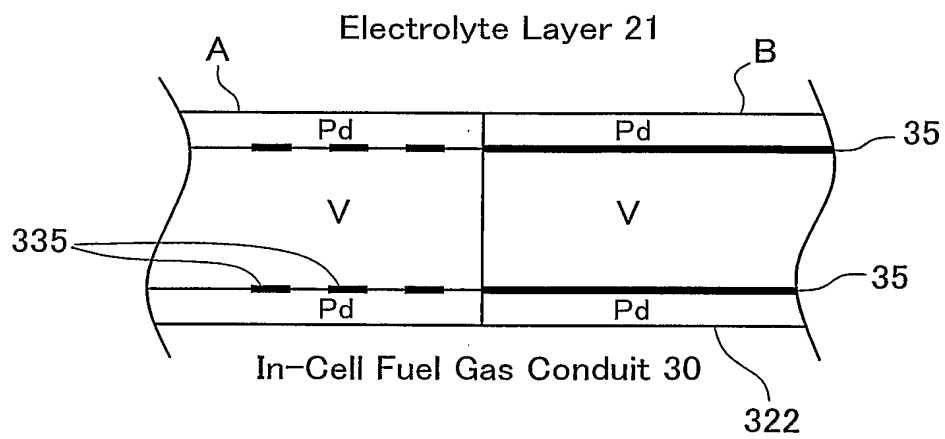 Electrolyte Layer 21
A
B
Pd
Pd
35
V
V
335
35
Pd
Pd
In-Cell Fuel Gas Conduit 30
322